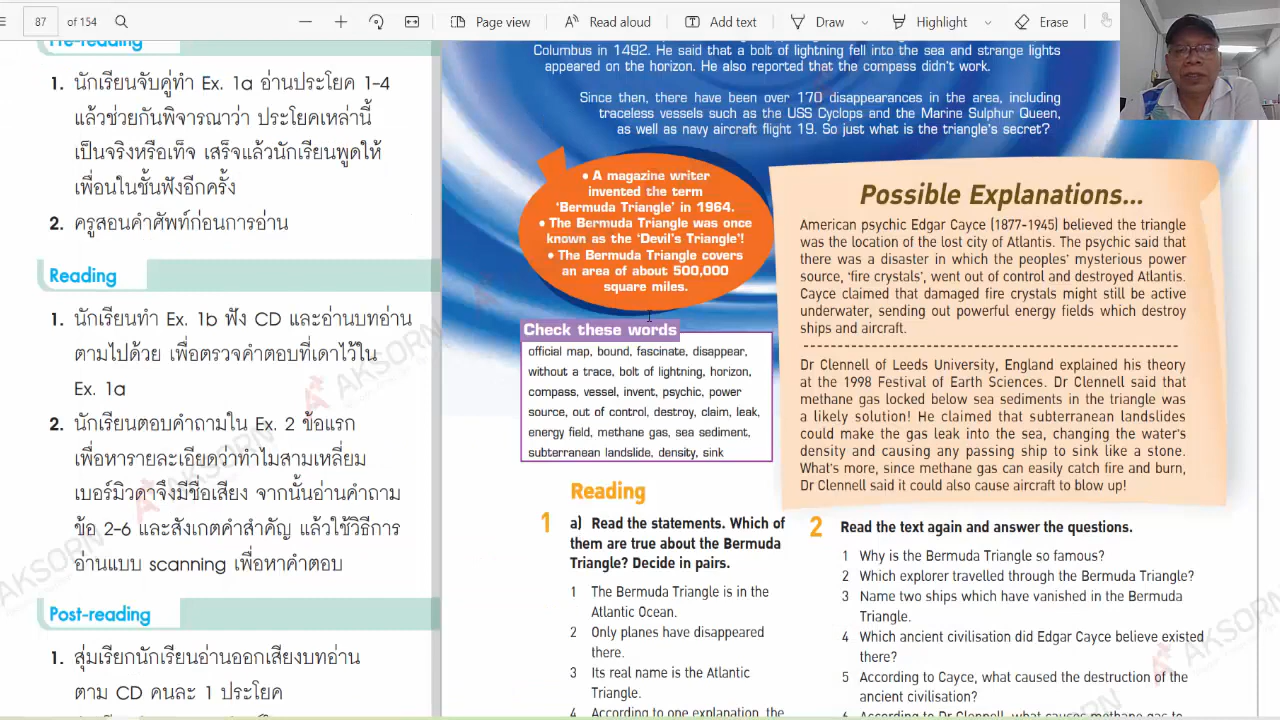 87
of 154
Page view
Read aloud
Add text
Draw
Highlight
Erase
Pre-reading
1. นักเรียนจับคู่ทำ Ex. 1a อ่านประโยค 1-4
แล้วช่วยกันพิจารณาว่า ประโยคเหล่านี้
เป็นจริงหรือเท็จ เสร็จแล้วนักเรียนพูดให้
เพื่อนในชั้นฟังอีกครั้ง
2. ครูสอนคำศัพท์ก่อนการอ่าน
Reading
1. นักเรียนทำ Ex. 1b ฟัง CD และอ่านบทอ่าน
ตามไปด้วย เพื่อตรวจคำตอบที่เดาไว้ใน
Ex. 1a
2. นักเรียนตอบคำถามใน Ex. 2 ข้อแรก
เพื่อหารายละเอียดว่าทำไมสามเหลี่ยม
เบอร์มิวดาจึงมีชื่อเสียง จากนั้นอ่านคำถาม
ข้อ 2-6 และสังเกตคำสำคัญ แล้วใช้วิธีการ
อ่านแบบ scanning เพื่อหาคำตอบ
Post-reading
1. สุ่มเรียกนักเรียนอ่านออกเสียงบทอ่าน
ตาม CD คนละ 1 ประโยค
Columbus in 1492. He said that a bolt of lightning fell into the sea and strange lights
appeared on the horizon. He also reported that the compass didn't work.
Since then, there have been over 170 disappearances in the area, including
traceless vessels such as the USS Cyclops and the Marine Sulphur Queen,
as well as navy aircraft flight 19. So just what is the triangle's secret?
• A magazine writer
invented the term
'Bermuda Triangle' in 1964.
• The Bermuda Triangle was once
known as the 'Devil's Triangle'!
• The Bermuda Triangle covers
an area of about 500,000
square miles.
Check these words
official map, bound, fascinate, disappear,
without a trace, bolt of lightning, horizon,
compass, vessel, invent, psychic, power
source, out of control, destroy, claim, leak,
energy field, methane gas, sea sediment,
subterranean landslide, density, sink
Possible Explanations...
American psychic Edgar Cayce (1877-1945) believed the triangle
was the location of the lost city of Atlantis. The psychic said that
there was a disaster in which the peoples' mysterious power
source, 'fire crystals', went out of control and destroyed Atlantis.
Cayce claimed that damaged fire crystals might still be active
underwater, sending out powerful energy fields which destroy
ships and aircraft.
Dr Clennell of Leeds University, England explained his theory
at the 1998 Festival of Earth Sciences. Dr Clennell said that
methane gas locked below sea sediments in the triangle was
a likely solution! He claimed that subterranean landslides
could make the gas leak into the sea, changing the water's
density and causing any passing ship to sink like a stone.
What's more, since methane gas can easily catch fire and burn,
Dr Clennell said it could also cause aircraft to blow up!
Reading
1 a) Read the statements. Which of
them are true about the Bermuda
Triangle? Decide in pairs.
1 The Bermuda Triangle is in the
Atlantic Ocean.
2 Only planes have disappeared
there.
3 Its real name is the Atlantic
Triangle.
4 According to one explanation, the
2 Read the text again and answer the questions.
1 Why is the Bermuda Triangle so famous?
2 Which explorer travelled through the Bermuda Triangle?
3 Name two ships which have vanished in the Bermuda
Triangle.
4 Which ancient civilisation did Edgar Cayce believe existed
there?
5 According to Cayce, what caused the destruction of the
ancient civilisation?
6 According to Dr Clennell, what causes methane gas to
AKSORN
AKSORN
AKSORN
AKSORN